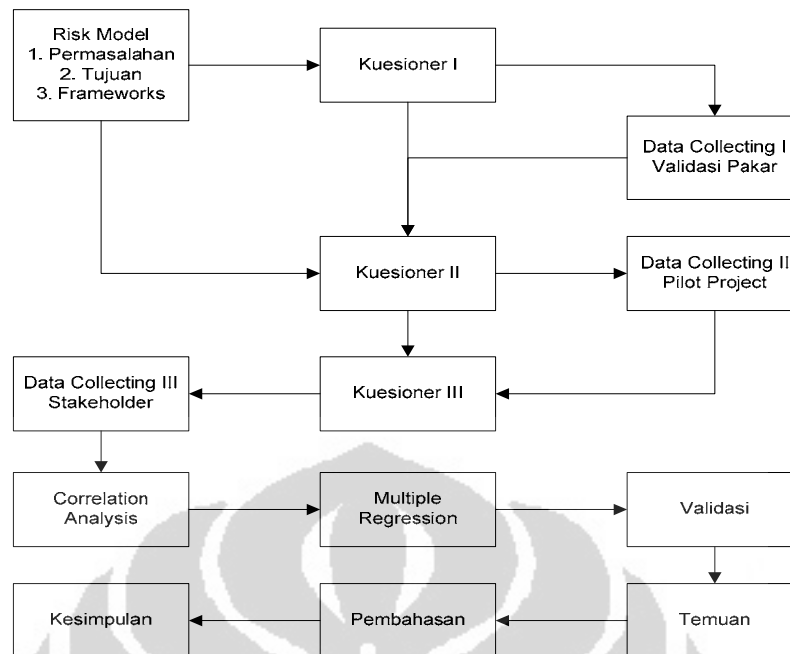 Risk Model
1. Permasalahan
2. Tujuan
3. Frameworks
Kuesioner I
Data Collecting I
Validasi Pakar
Kuesioner II
Data Collecting II
Pilot Project
Data Collecting III
Stakeholder
Kuesioner III
Correlation
Analysis
Multiple
Regression
Validasi
Kesimpulan
Pembahasan
Temuan